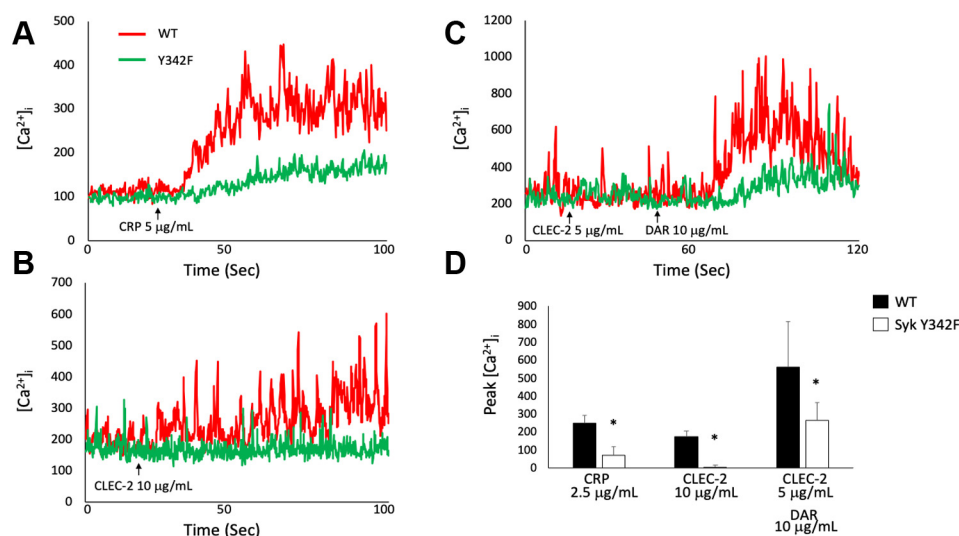 A
500
400
300
200
100
0
[Ca²⁺]ᵢ
WT
Y342F
CRP 5 µg/mL
0
50
100
Time (Sec)
B
700
600
500
400
300
200
100
0
[Ca²⁺]ᵢ
CLEC-2 10 µg/mL
0
50
100
Time (Sec)
C
1200
1000
800
600
400
200
0
[Ca²⁺]ᵢ
CLEC-2 5 µg/mL
DAR 10 µg/mL
0
60
120
Time (Sec)
D
900
800
700
600
500
400
300
200
100
0
Peak [Ca²⁺]ᵢ
WT
Syk Y342F
*
*
*
CRP
2.5 µg/mL
CLEC-2
10 µg/mL
CLEC-2
5 µg/mL
DAR
10 µg/mL